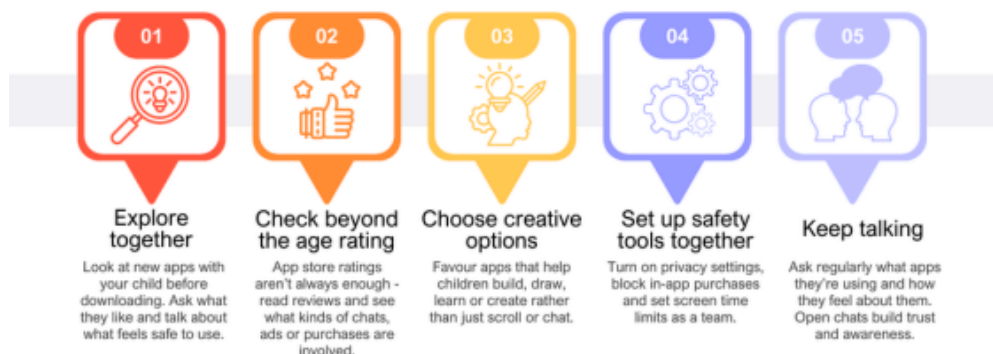 01
Explore
together
Look at new apps with
your child before
downloading. Ask what
they like and talk about
what feels safe to use.
02
Check beyond
the age rating
App store ratings
aren't always enough -
read reviews and see
what kinds of chats,
ads or purchases are
involved.
03
Choose creative
options
Favour apps that help
children build, draw,
learn or create rather
than just scroll or chat.
04
Set up safety
tools together
Turn on privacy settings,
block in-app purchases
and set screen time
limits as a team.
05
Keep talking
Ask regularly what apps
they're using and how
they feel about them.
Open chats build trust
and awareness.